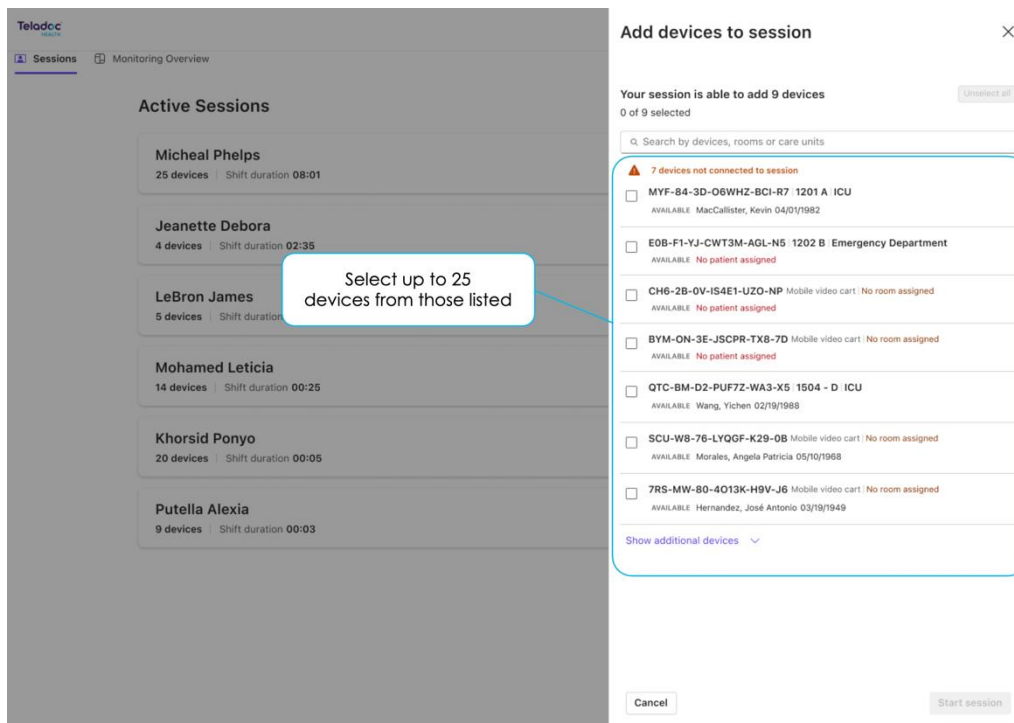 Teladoc
HEALTH
Sessions Monitoring Overview
Active Sessions
Micheal Phelps
25 devices | Shift duration 08:01
Jeanette Debora
4 devices | Shift duration 02:35
LeBron James
5 devices | Shift duration
Mohamed Leticia
14 devices | Shift duration 00:25
Khorsid Ponyo
20 devices | Shift duration 00:05
Putella Alexia
9 devices | Shift duration 00:03
Select up to 25
devices from those listed
Add devices to session
Your session is able to add 9 devices
Unselect all
0 of 9 selected
Search by devices, rooms or care units
7 devices not connected to session
MYF-84-3D-O6WHZ-BCI-R7 | 1201 A | ICU
AVAILABLE MacCallister, Kevin 04/01/1982
E0B-F1-YJ-CWT3M-AGL-N5 | 1202 B | Emergency Department
AVAILABLE No patient assigned
CH6-2B-0V-IS4E1-UZO-NP Mobile video cart | No room assigned
AVAILABLE No patient assigned
BYM-ON-3E-JSCPR-TX8-7D Mobile video cart | No room assigned
AVAILABLE No patient assigned
QTC-BM-D2-PUF7Z-WA3-X5 | 1504 - D | ICU
AVAILABLE Wang, Yichen 02/19/1988
SCU-W8-76-LYQGF-K29-0B Mobile video cart | No room assigned
AVAILABLE Morales, Angela Patricia 05/10/1968
7RS-MW-80-4O13K-H9V-J6 Mobile video cart | No room assigned
AVAILABLE Hernandez, José Antonio 03/19/1949
Show additional devices
Cancel
Start session